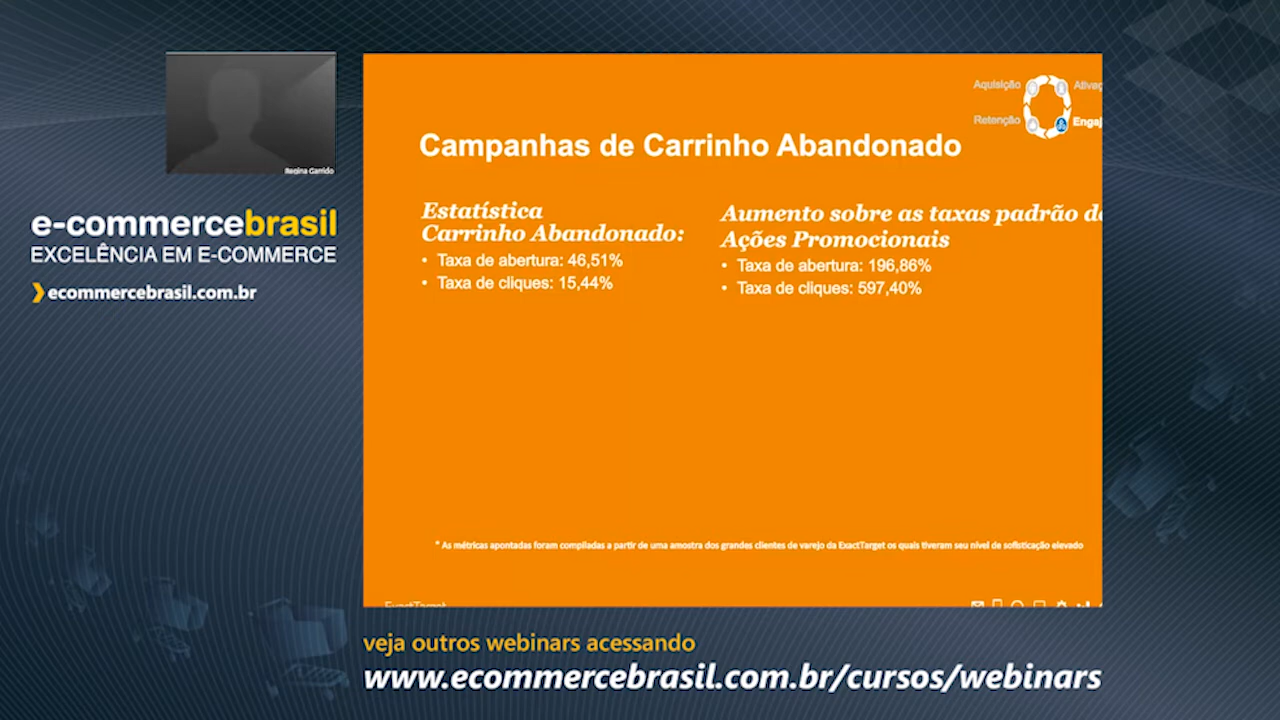 Regina Garrido
e-commercebrasil
EXCELÊNCIA EM E-COMMERCE
ecommercebrasil.com.br
Aquisição
Retenção
Engaj
Campanhas de Carrinho Abandonado
Estatística
Carrinho Abandonado:
• Taxa de abertura: 46,51%
• Taxa de cliques: 15,44%
Aumento sobre as taxas padrão d
Ações Promocionais
• Taxa de abertura: 196,86%
• Taxa de cliques: 597,40%
* As métricas apontadas foram compiladas a partir de uma amostra dos grandes clientes de varejo da ExactTarget os quais tiveram seu nível de sofisticação elevado
ExactTarget
veja outros webinars acessando
www.ecommercebrasil.com.br/cursos/webinars